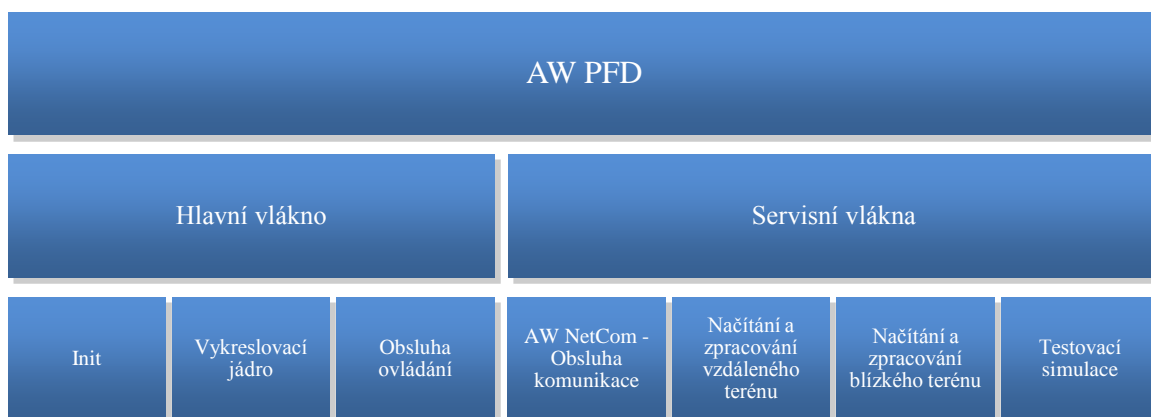 AW PFD
Hlavní vlákno
Servisní vlákna
Init
Vykreslovací
jádro
Obsluha
ovládání
AW NetCom -
Obsluha
komunikace
Načítání a
zpracování
vzdáleného
terénu
Načítání a
zpracování
blízkého terénu
Testovací
simulace